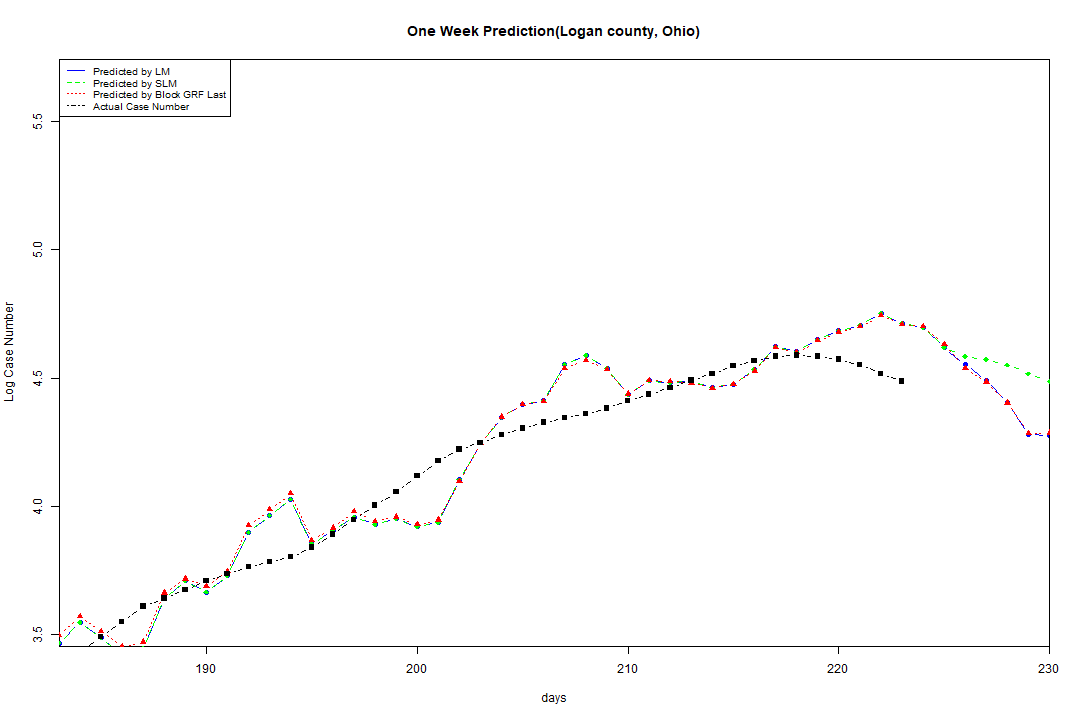 One Week Prediction(Logan county, Ohio)
Predicted by LM
Predicted by SLM
Predicted by Block GRF Last
Actual Case Number
5.5
5.0
4.5
4.0
3.5
Log Case Number
190
200
210
220
230
days